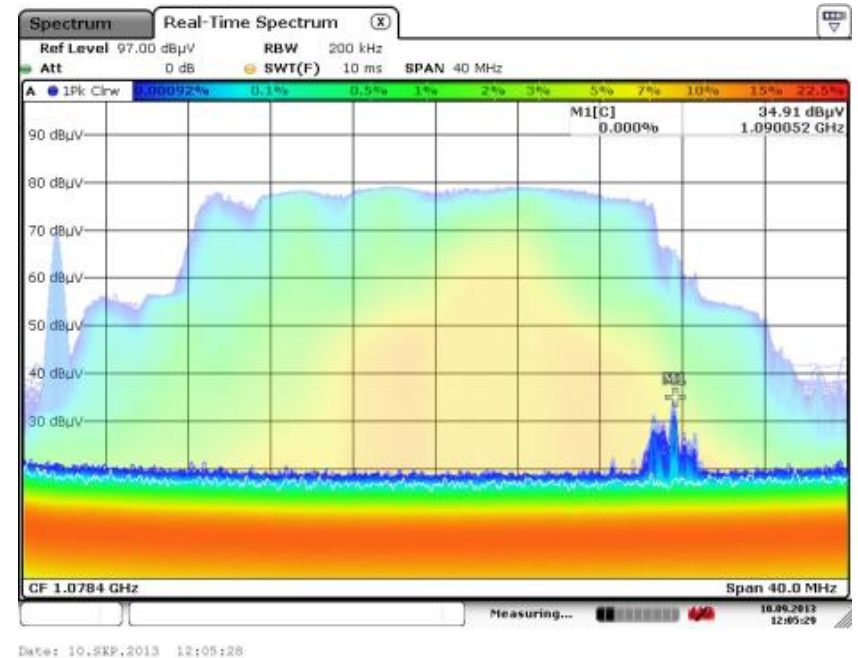 Spectrum Real-Time Spectrum X
Ref Level 97.00 dBµV RBW 200 kHz
Att 0 dB SWT(F) 10 ms SPAN 40 MHz
A 1Pk Clrw 0.00092% 0.1% 0.5% 1% 2% 3% 5% 7% 10% 15% 22.5%
M1[C] 34.91 dBµV
0.000% 1.090052 GHz
90 dBµV
80 dBµV
70 dBµV
60 dBµV
50 dBµV
40 dBµV
30 dBµV
CF 1.0784 GHz Span 40.0 MHz
Measuring... 10.09.2013
12:05:29
Date: 10.SEP.2013 12:05:28